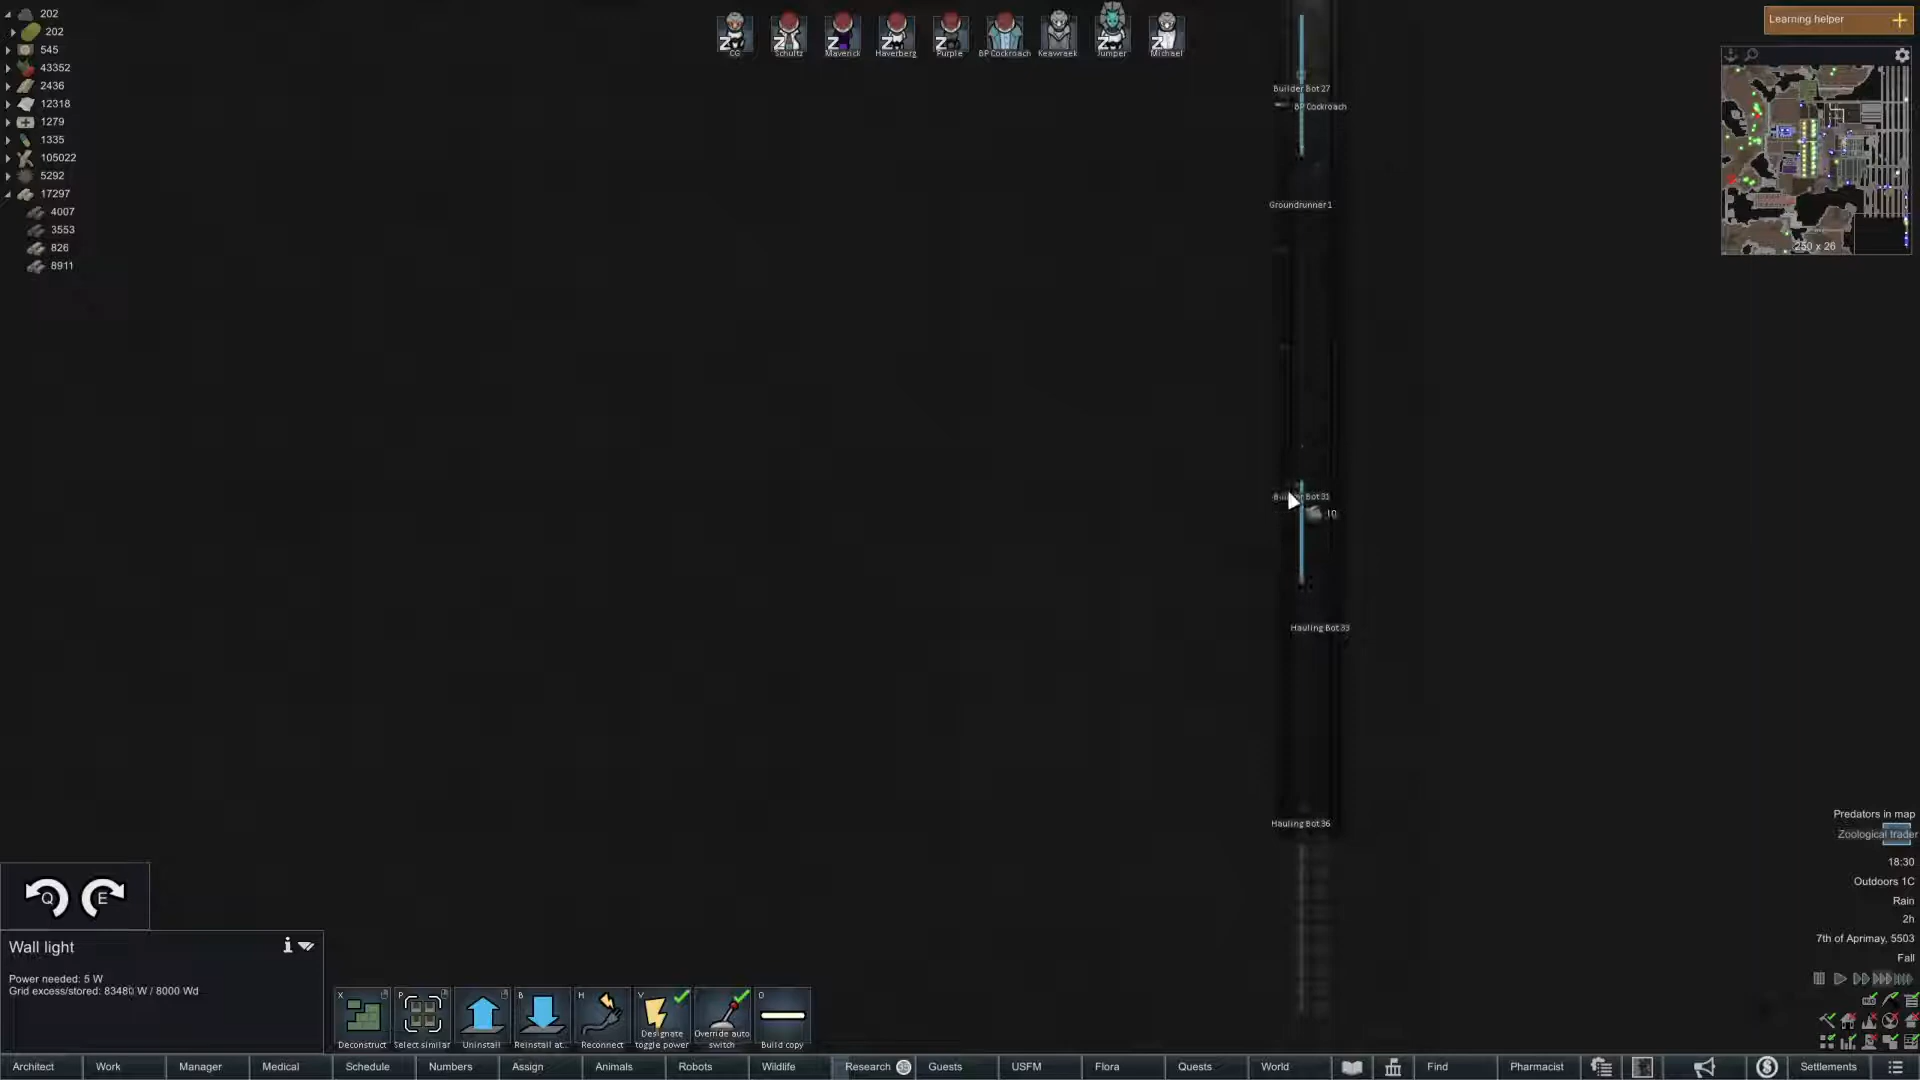 202
202
545
43352
2436
12318
1279
1335
105022
5292
17297
4007
3553
826
8911
CG
Schultz
Maverick
Haverberg
Purple
BP Cockroach
Keawraek
Jumper
Michael
Learning helper
250 x 26
Builder Bot 27
BP Cockroach
Groundrunner 1
Builder Bot 31
10
Hauling Bot 33
Hauling Bot 36
Predators in map
Zoological trader
18:30
Outdoors 1C
Rain
2h
7th of Aprimay, 5503
Fall
Q E
Wall light
Power needed: 5 W
Grid excess/stored: 83480 W / 8000 Wd
X Deconstruct
P Select similar
Uninstall
B Reinstall at...
H Reconnect
V Designate toggle power
Override auto switch
Build copy
Architect Work Manager Medical Schedule Numbers Assign Animals Robots Wildlife Research Guests USFM Flora Quests World Find Pharmacist Settlements